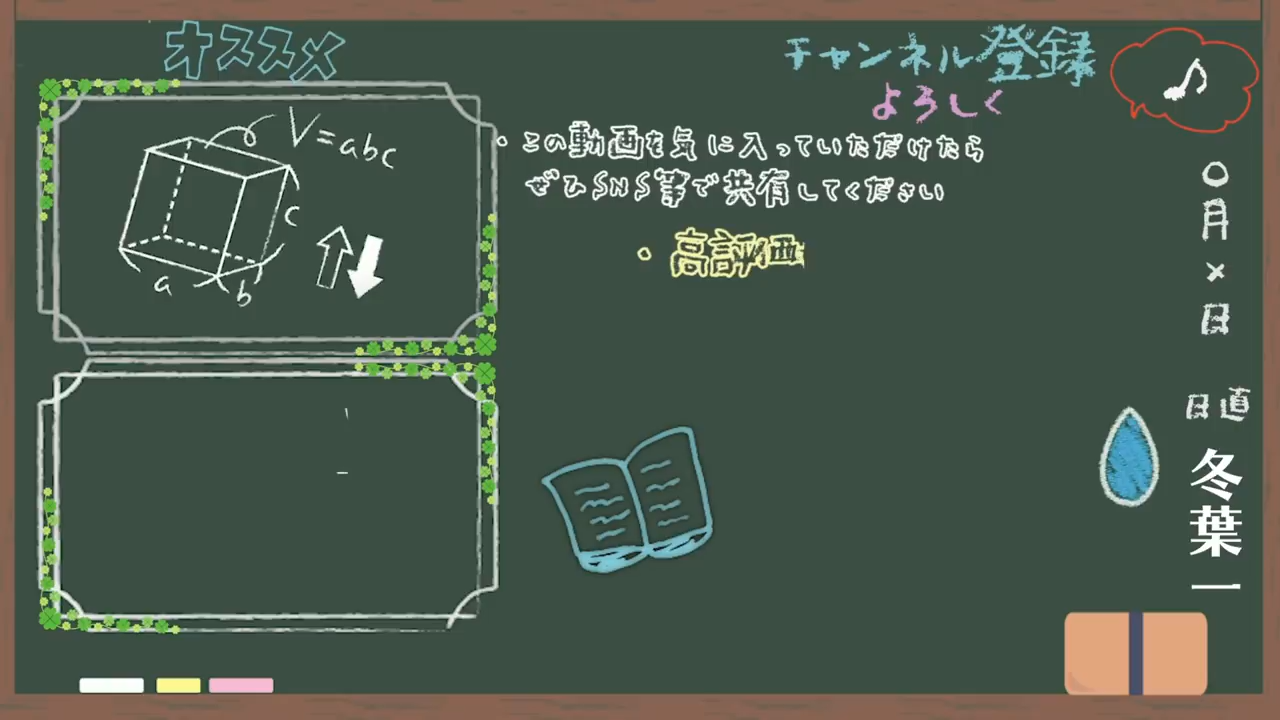 オススメ
V=abc
c
a
b
チャンネル登録
よろしく
・この動画を気に入っていただけたら
ぜひSNS等で共有してください
・高評価
♪
〇月×日
日直
冬葉一